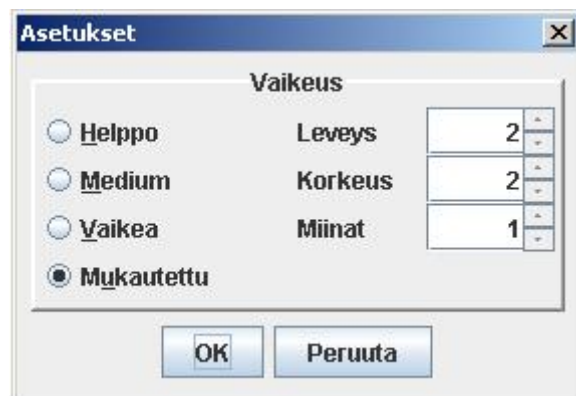 Asetukset
Vaikeus
Helppo Leveys 2
Medium Korkeus 2
Vaikea Miinat 1
Mukautettu
OK Peruuta